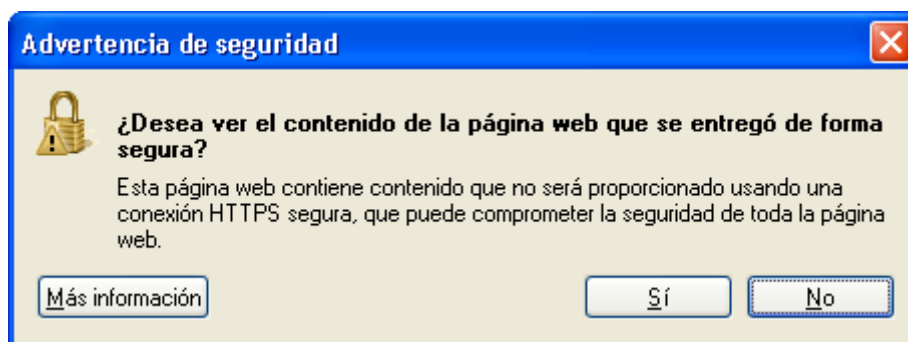 Advertencia de seguridad
¿Desea ver el contenido de la página web que se entregó de forma
segura?
Esta página web contiene contenido que no será proporcionado usando una
conexión HTTPS segura, que puede comprometer la seguridad de toda la página
web.
Más información Sí No